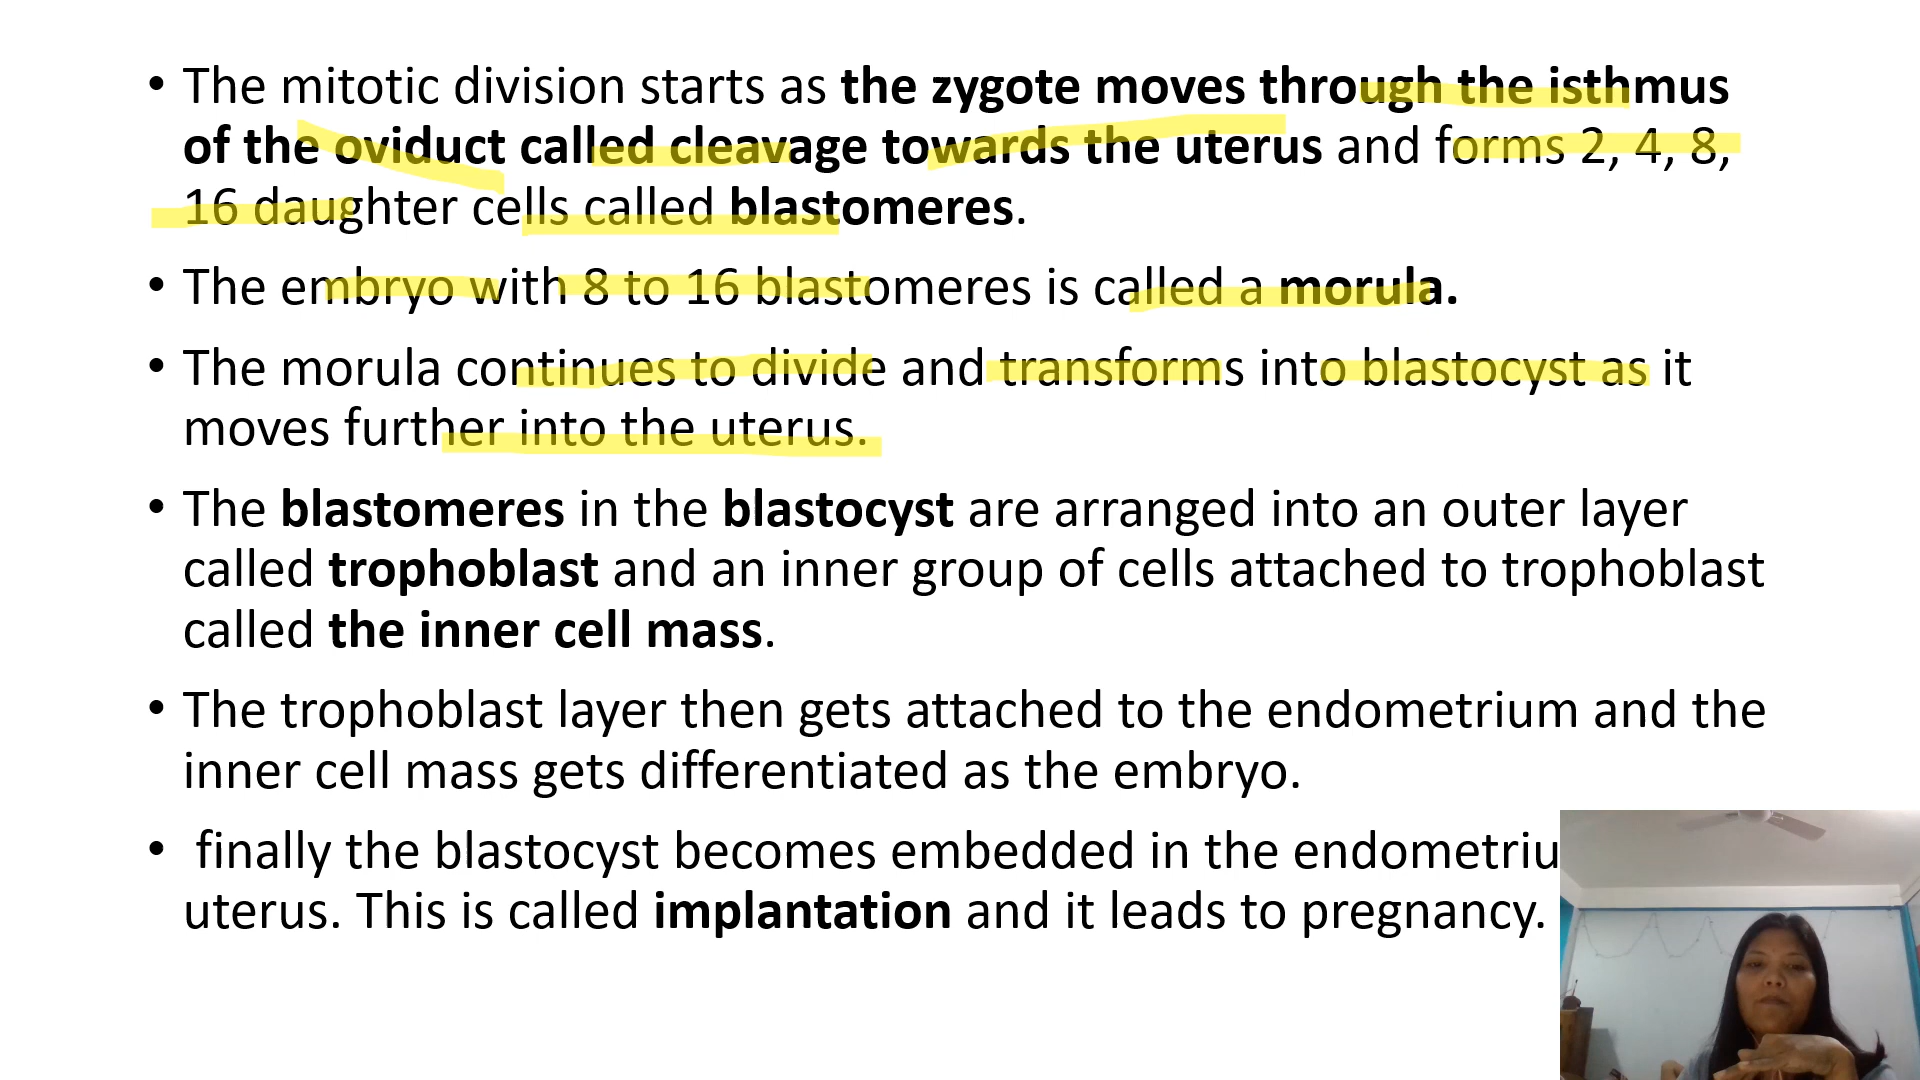 • The mitotic division starts as the zygote moves through the isthmus
of the oviduct called cleavage towards the uterus and forms 2, 4, 8,
16 daughter cells called blastomeres.
• The embryo with 8 to 16 blastomeres is called a morula.
• The morula continues to divide and transforms into blastocyst as it
moves further into the uterus.
• The blastomeres in the blastocyst are arranged into an outer layer
called trophoblast and an inner group of cells attached to trophoblast
called the inner cell mass.
• The trophoblast layer then gets attached to the endometrium and the
inner cell mass gets differentiated as the embryo.
• finally the blastocyst becomes embedded in the
uterus. This is called implantation and it leads to pregnancy.